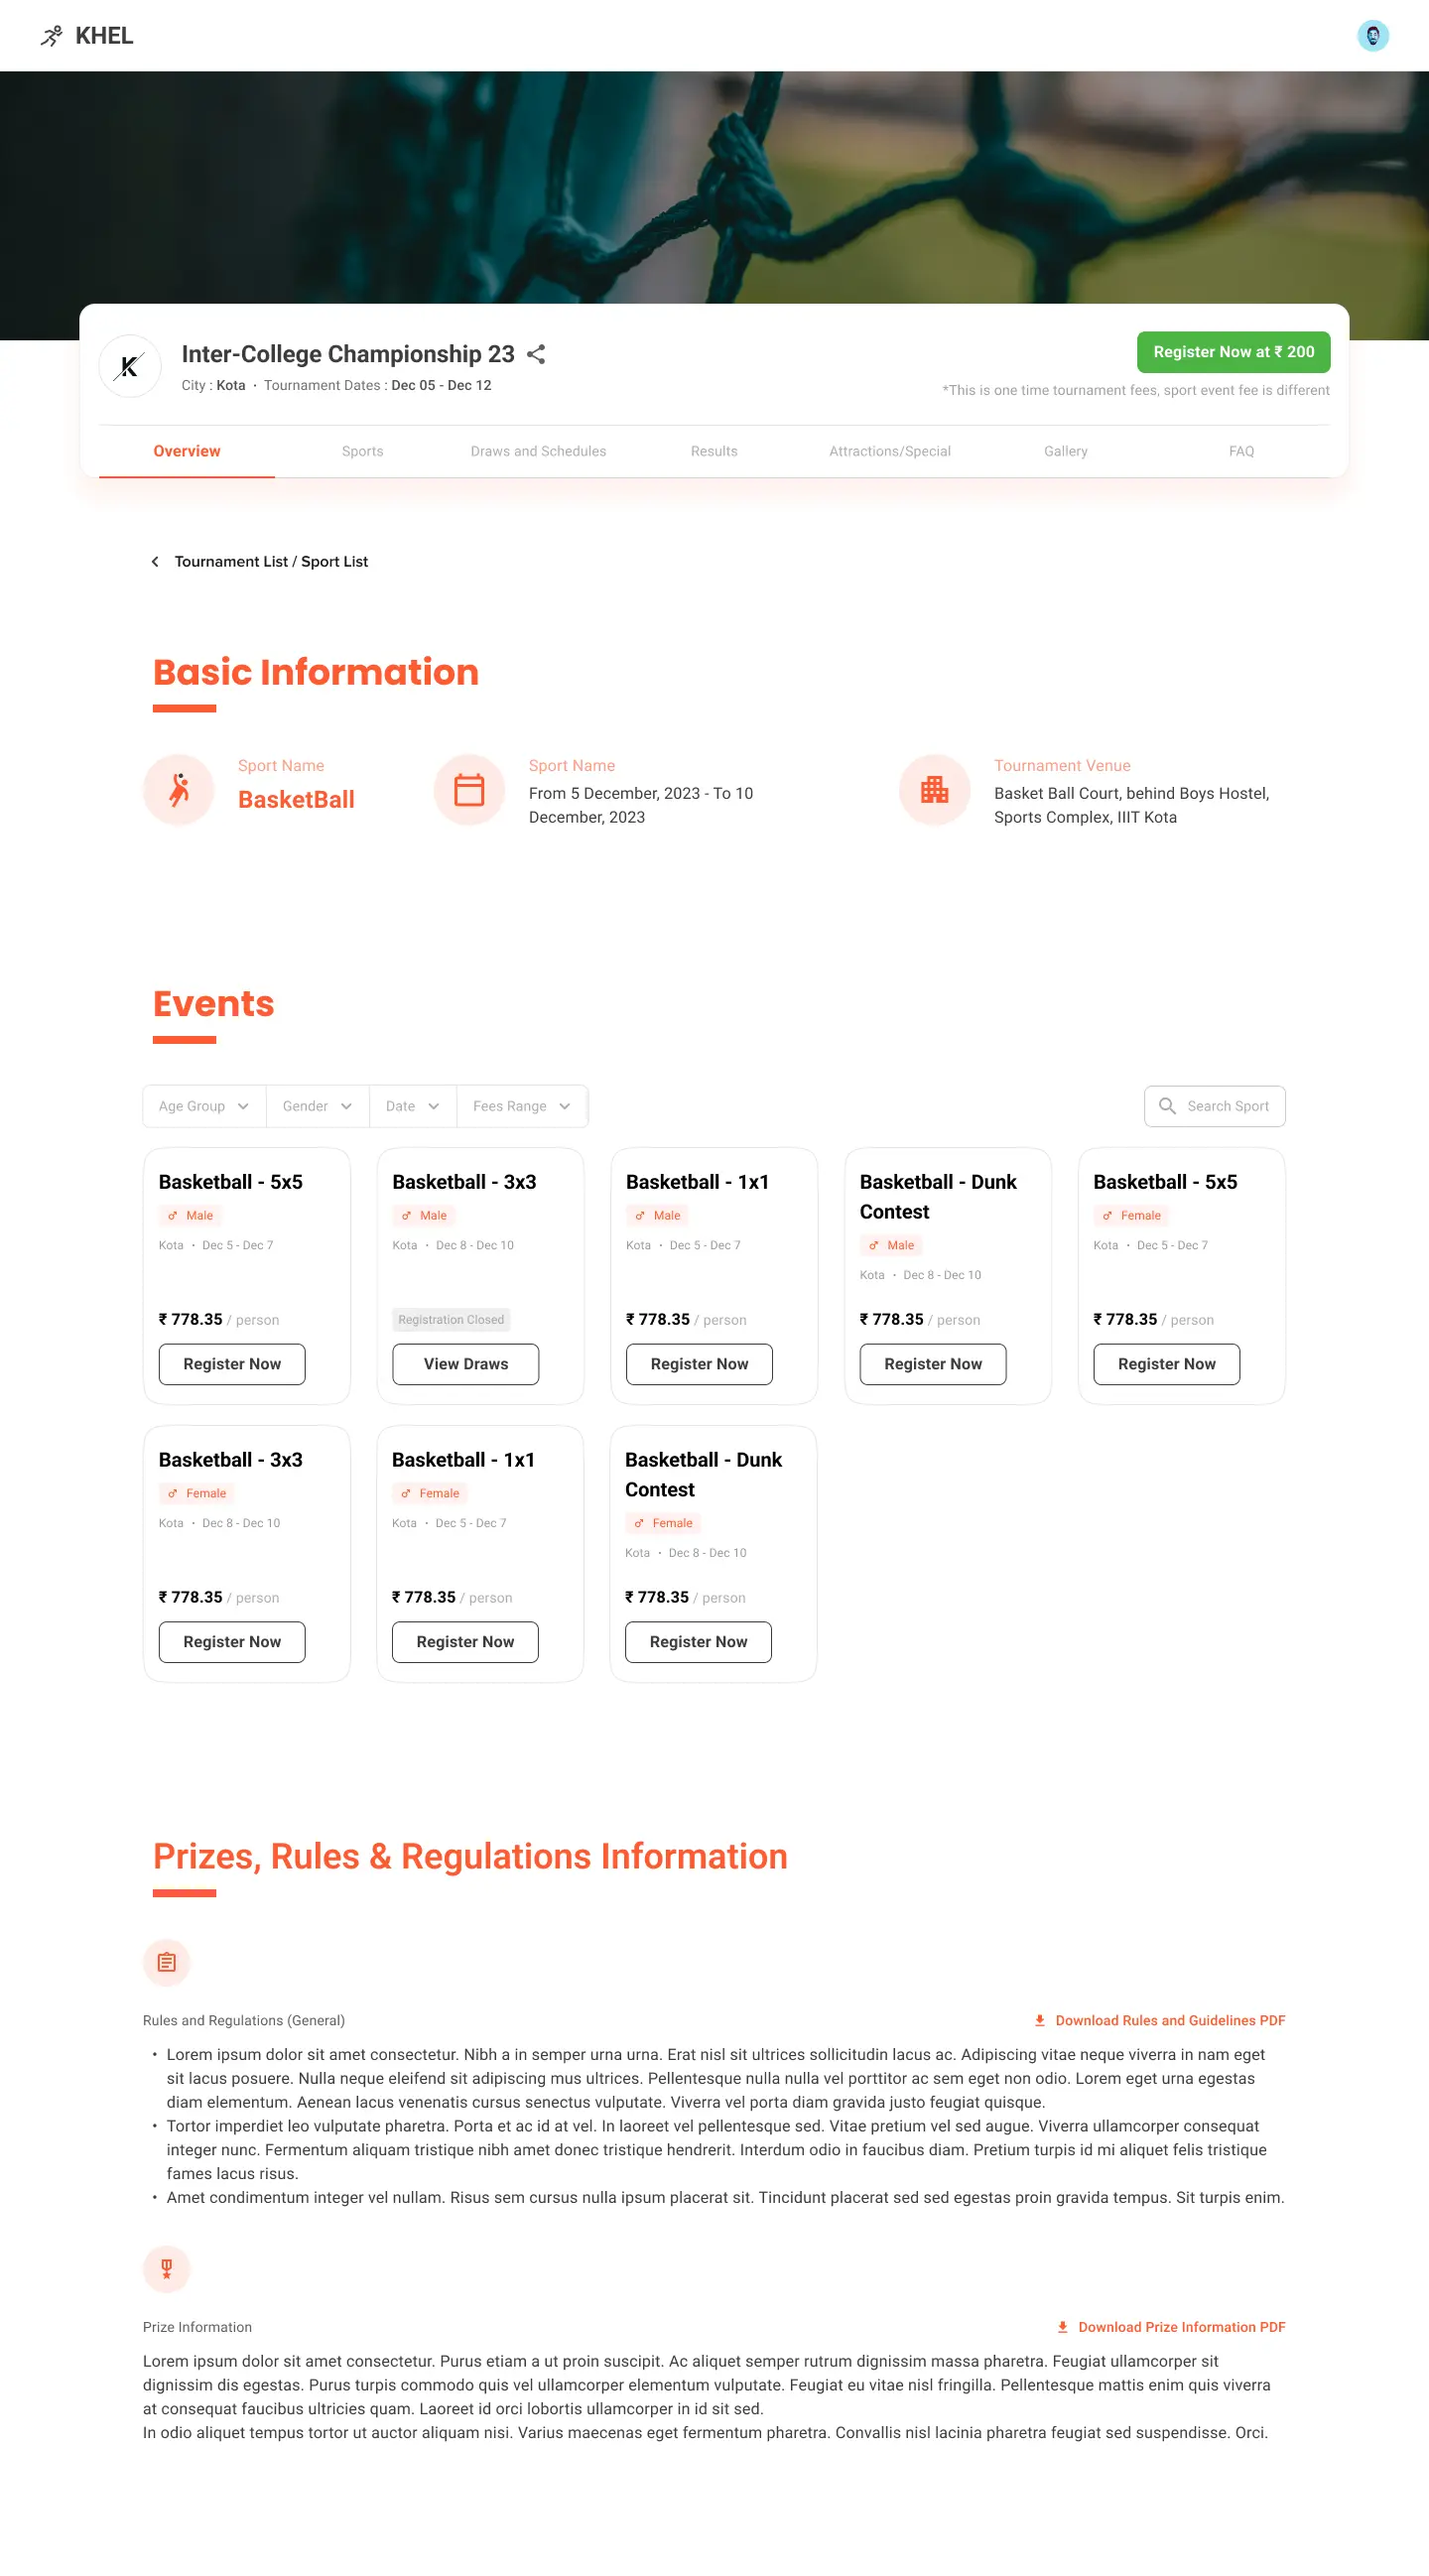 KHEL
K
Inter-College Championship 23
City : Kota · Tournament Dates : Dec 05 - Dec 12
Register Now at ₹ 200
*This is one time tournament fees, sport event fee is different
Overview Sports Draws and Schedules Results Attractions/Special Gallery FAQ
Tournament List / Sport List
Basic Information
Sport Name
BasketBall
Sport Name
From 5 December, 2023 - To 10
December, 2023
Tournament Venue
Basket Ball Court, behind Boys Hostel,
Sports Complex, IIIT Kota
Events
Age Group Gender Date Fees Range Search Sport
Basketball - 5x5
♂ Male
Kota · Dec 5 - Dec 7
₹ 778.35 / person
Register Now
Basketball - 3x3
♂ Male
Kota · Dec 8 - Dec 10
Registration Closed
View Draws
Basketball - 1x1
♂ Male
Kota · Dec 5 - Dec 7
₹ 778.35 / person
Register Now
Basketball - Dunk
Contest
♂ Male
Kota · Dec 8 - Dec 10
₹ 778.35 / person
Register Now
Basketball - 5x5
♂ Female
Kota · Dec 5 - Dec 7
₹ 778.35 / person
Register Now
Basketball - 3x3
♂ Female
Kota · Dec 8 - Dec 10
₹ 778.35 / person
Register Now
Basketball - 1x1
♂ Female
Kota · Dec 5 - Dec 7
₹ 778.35 / person
Register Now
Basketball - Dunk
Contest
♂ Female
Kota · Dec 8 - Dec 10
₹ 778.35 / person
Register Now
Prizes, Rules & Regulations Information
Rules and Regulations (General)
Download Rules and Guidelines PDF
• Lorem ipsum dolor sit amet consectetur. Nibh a in semper urna urna. Erat nisl sit ultrices sollicitudin lacus ac. Adipiscing vitae neque viverra in nam eget
sit lacus posuere. Nulla neque eleifend sit adipiscing mus ultrices. Pellentesque nulla nulla vel porttitor ac sem eget non odio. Lorem eget urna egestas
diam elementum. Aenean lacus venenatis cursus senectus vulputate. Viverra vel porta diam gravida justo feugiat quisque.
• Tortor imperdiet leo vulputate pharetra. Porta et ac id at vel. In laoreet vel pellentesque sed. Vitae pretium vel sed augue. Viverra ullamcorper consequat
integer nunc. Fermentum aliquam tristique nibh amet donec tristique hendrerit. Interdum odio in faucibus diam. Pretium turpis id mi aliquet felis tristique
fames lacus risus.
• Amet condimentum integer vel nullam. Risus sem cursus nulla ipsum placerat sit. Tincidunt placerat sed sed egestas proin gravida tempus. Sit turpis enim.
Prize Information
Download Prize Information PDF
Lorem ipsum dolor sit amet consectetur. Purus etiam a ut proin suscipit. Ac aliquet semper rutrum dignissim massa pharetra. Feugiat ullamcorper sit
dignissim dis egestas. Purus turpis commodo quis vel ullamcorper elementum vulputate. Feugiat eu vitae nisl fringilla. Pellentesque mattis enim quis viverra
at consequat faucibus ultricies quam. Laoreet id orci lobortis ullamcorper in id sit sed.
In odio aliquet tempus tortor ut auctor aliquam nisi. Varius maecenas eget fermentum pharetra. Convallis nisl lacinia pharetra feugiat sed suspendisse. Orci.